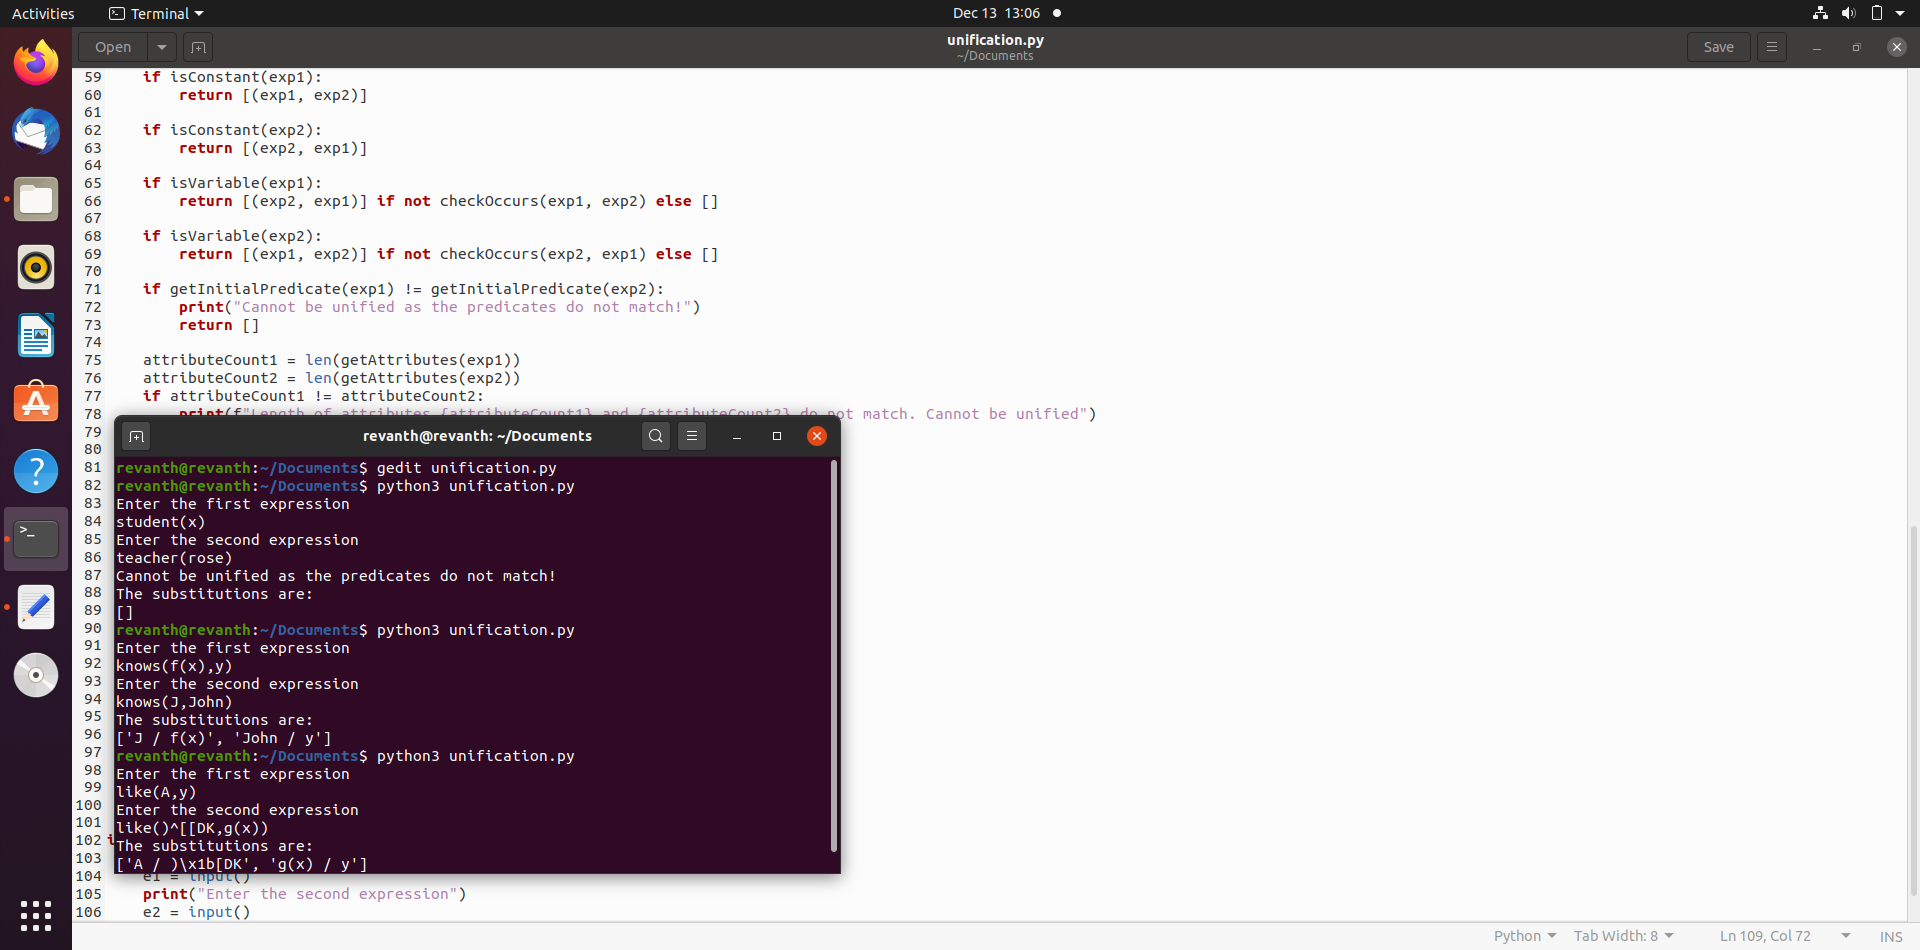 Activities Terminal Dec 13 13:06
Open unification.py Save
~/Documents
59 if isConstant(exp1):
60 return [(exp1, exp2)]
61
62 if isConstant(exp2):
63 return [(exp2, exp1)]
64
65 if isVariable(exp1):
66 return [(exp2, exp1)] if not checkOccurs(exp1, exp2) else []
67
68 if isVariable(exp2):
69 return [(exp1, exp2)] if not checkOccurs(exp2, exp1) else []
70
71 if getInitialPredicate(exp1) != getInitialPredicate(exp2):
72 print("Cannot be unified as the predicates do not match!")
73 return []
74
75 attributeCount1 = len(getAttributes(exp1))
76 attributeCount2 = len(getAttributes(exp2))
77 if attributeCount1 != attributeCount2:
78 print(f"Length of attributes {attributeCount1} and {attributeCount2} do not match. Cannot be unified")
79
80
81
82
83
84
85
86
87
88
89
90
91
92
93
94
95
96
97
98
99
100
101
102 i
103
104 e1 = input()
105 print("Enter the second expression")
106 e2 = input()
revanth@revanth: ~/Documents
revanth@revanth:~/Documents$ gedit unification.py
revanth@revanth:~/Documents$ python3 unification.py
Enter the first expression
student(x)
Enter the second expression
teacher(rose)
Cannot be unified as the predicates do not match!
The substitutions are:
[]
revanth@revanth:~/Documents$ python3 unification.py
Enter the first expression
knows(f(x),y)
Enter the second expression
knows(J,John)
The substitutions are:
['J / f(x)', 'John / y']
revanth@revanth:~/Documents$ python3 unification.py
Enter the first expression
like(A,y)
Enter the second expression
like()^[[DK,g(x))
The substitutions are:
['A / )\x1b[DK', 'g(x) / y']
Python Tab Width: 8 Ln 109, Col 72 INS